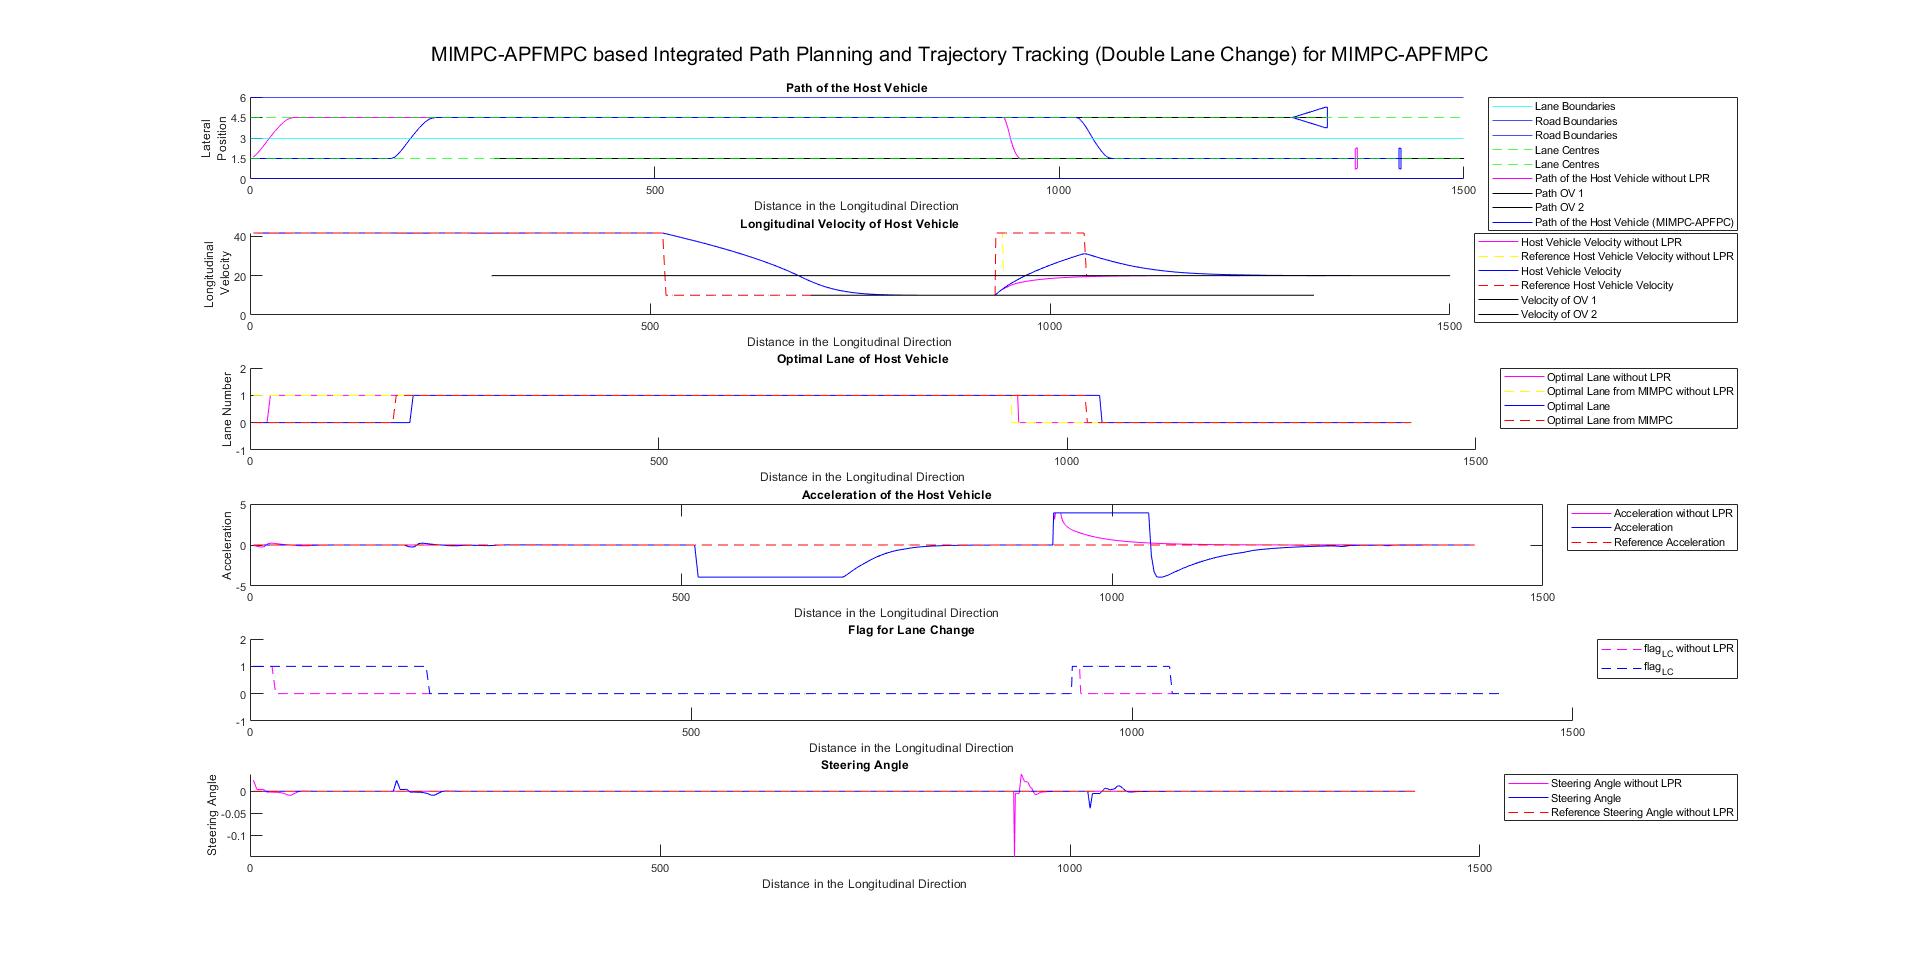 MIMPC-APFMPC based Integrated Path Planning and Trajectory Tracking (Double Lane Change) for MIMPC-APFMPC
Path of the Host Vehicle
Lateral
Position
6
4.5
3
1.5
0
0
500
1000
1500
Distance in the Longitudinal Direction
Lane Boundaries
Road Boundaries
Road Boundaries
Lane Centres
Lane Centres
Path of the Host Vehicle without LPR
Path OV 1
Path OV 2
Path of the Host Vehicle (MIMPC-APFPC)
Longitudinal Velocity of Host Vehicle
Longitudinal
Velocity
40
20
0
0
500
1000
1500
Distance in the Longitudinal Direction
Host Vehicle Velocity without LPR
Reference Host Vehicle Velocity without LPR
Host Vehicle Velocity
Reference Host Vehicle Velocity
Velocity of OV 1
Velocity of OV 2
Optimal Lane of Host Vehicle
Lane Number
2
1
0
-1
0
500
1000
1500
Distance in the Longitudinal Direction
Optimal Lane without LPR
Optimal Lane from MIMPC without LPR
Optimal Lane
Optimal Lane from MIMPC
Acceleration of the Host Vehicle
Acceleration
5
0
-5
0
500
1000
1500
Distance in the Longitudinal Direction
Acceleration without LPR
Acceleration
Reference Acceleration
Flag for Lane Change
2
1
0
-1
0
500
1000
1500
Distance in the Longitudinal Direction
flag_LC without LPR
flag_LC
Steering Angle
Steering Angle
0
-0.05
-0.1
0
500
1000
1500
Distance in the Longitudinal Direction
Steering Angle without LPR
Steering Angle
Reference Steering Angle without LPR